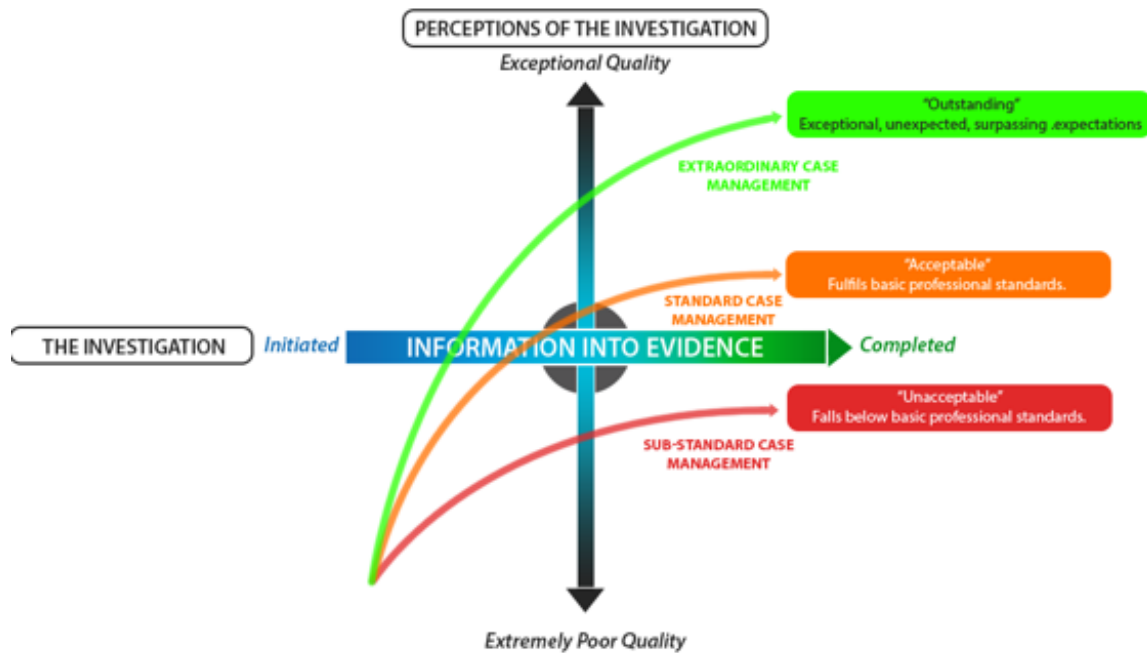 PERCEPTIONS OF THE INVESTIGATION
Exceptional Quality
"Outstanding"
Exceptional, unexpected, surpassing .expectations
EXTRAORDINARY CASE
MANAGEMENT
"Acceptable"
Fulfils basic professional standards.
STANDARD CASE
MANAGEMENT
THE INVESTIGATION
Initiated
INFORMATION INTO EVIDENCE
Completed
"Unacceptable"
Falls below basic professional standards.
SUB-STANDARD CASE
MANAGEMENT
Extremely Poor Quality